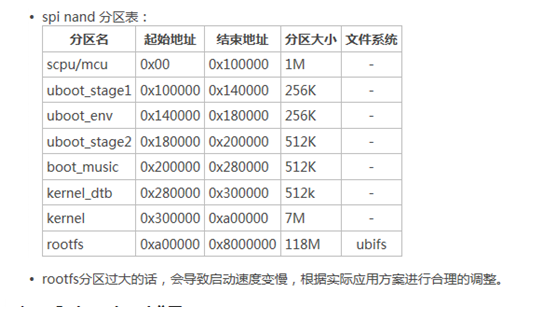 spi nand 分区表：
分区名 起始地址 结束地址 分区大小 文件系统
scpu/mcu 0x00 0x100000 1M -
uboot_stage1 0x100000 0x140000 256K -
uboot_env 0x140000 0x180000 256K -
uboot_stage2 0x180000 0x200000 512K -
boot_music 0x200000 0x280000 512K -
kernel_dtb 0x280000 0x300000 512k -
kernel 0x300000 0xa00000 7M -
rootfs 0xa00000 0x8000000 118M ubifs
rootfs分区过大的话，会导致启动速度变慢，根据实际应用方案进行合理的调整。